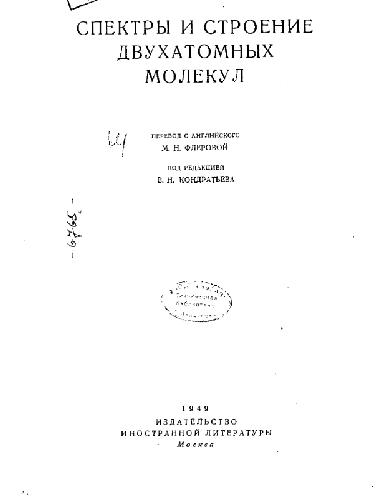 СПЕКТРЫ И СТРОЕНИЕ
ДВУХАТОМНЫХ
МОЛЕКУЛ
ПЕРЕВОД С АНГЛИЙСКОГО
М. Н. ФЛЕРОВОЙ
ПОД РЕДАКЦИЕЙ
В. Н. КОНДРАТЬЕВА
1949
ИЗДАТЕЛЬСТВО
ИНОСТРАННОЙ ЛИТЕРАТУРЫ
Москва